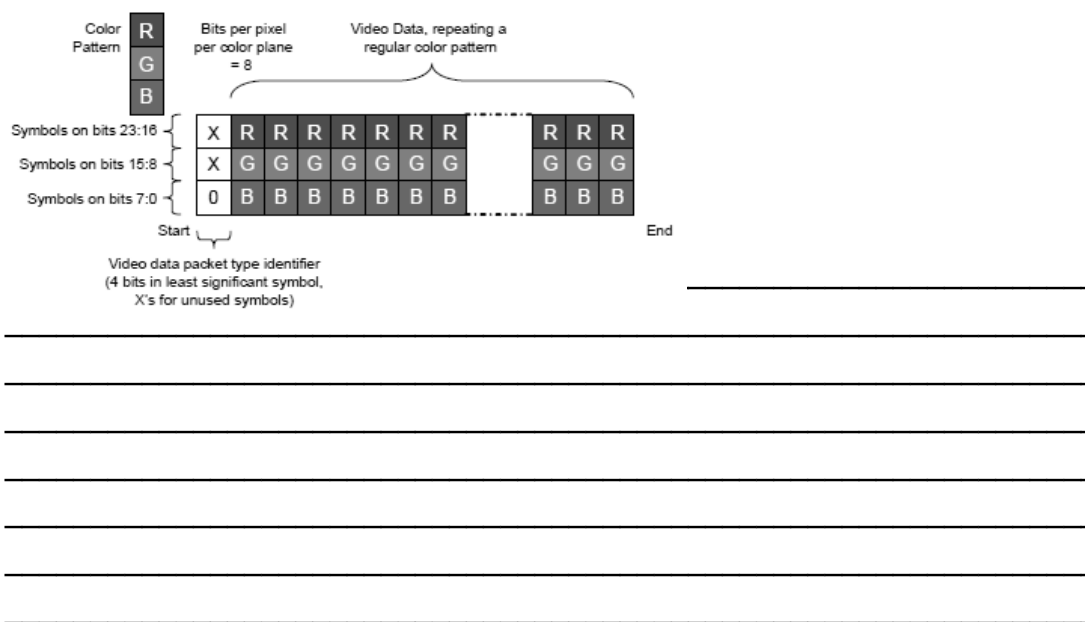 Color Pattern
R
G
B
Bits per pixel
per color plane
= 8
Video Data, repeating a
regular color pattern
Symbols on bits 23:16 X R R R R R R R R R R
Symbols on bits 15:8 X G G G G G G G G G G
Symbols on bits 7:0 0 B B B B B B B B B B
Start
End
Video data packet type identifier
(4 bits in least significant symbol,
X's for unused symbols)